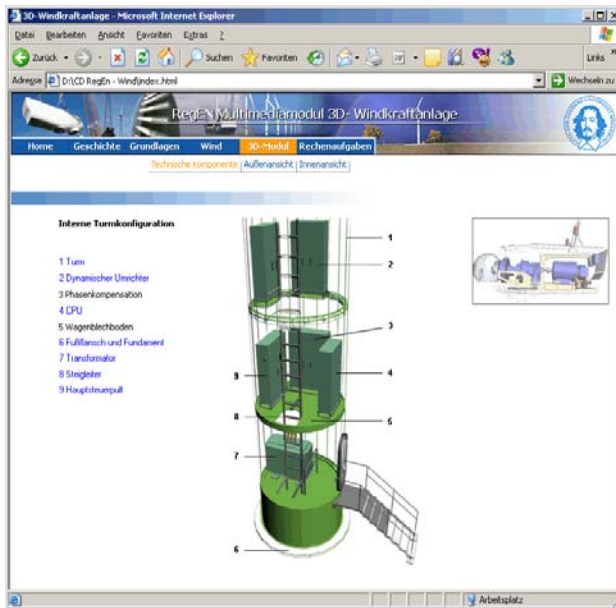 3D-Windkraftanlage - Microsoft Internet Explorer
Datei Bearbeiten Ansicht Favoriten Extras ?
Zurück Suchen Favoriten Links
Adresse D:\CD RegEn - Wind\index.html Wechseln zu
RegEN Multimediamodul 3D- Windkraftanlage
Home Geschichte Grundlagen Wind 3D-Modul Rechenaufgaben
Technische Komponente | Außenansicht | Innenansicht |
Interne Turmkonfiguration
1 Turm
2 Dynamischer Umrichter
3 Phasenkompensation
4 CPU
5 Wagenblechboden
6 Fußflansch und Fundament
7 Transformator
8 Steigleiter
9 Hauptsteuerpult
1
2
3
9
4
8
5
7
6
Arbeitsplatz